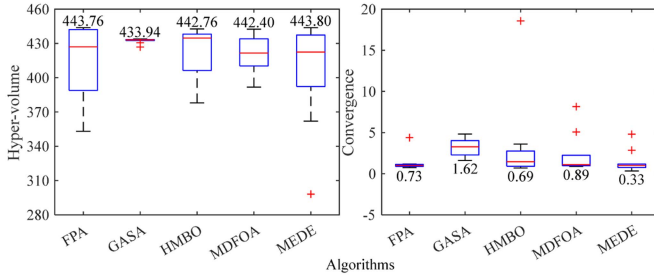 443.76 433.94 442.76 442.40 443.80
460
430
400
370
340
310
280
Hyper-volume
FPA GASA HMBO MDFOA MEDE
20
15
10
5
0
-5
Convergence
0.73 1.62 0.69 0.89 0.33
FPA GASA HMBO MDFOA MEDE
Algorithms